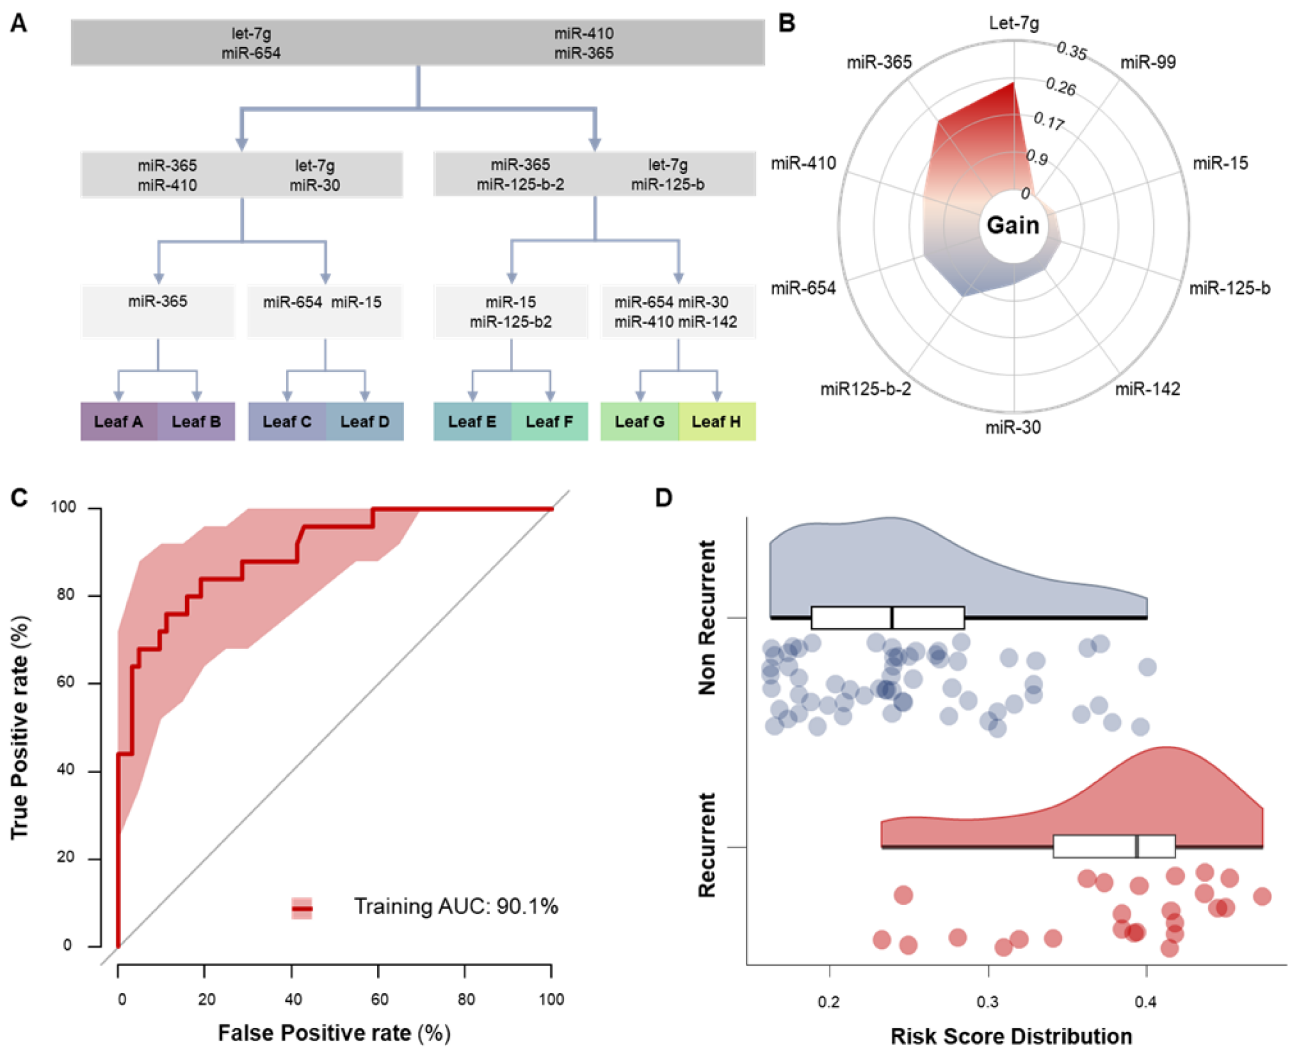 A
let-7g miR-410
miR-654 miR-365
miR-365 let-7g miR-365 let-7g
miR-410 miR-30 miR-125-b-2 miR-125-b
miR-365 miR-654 miR-15 miR-15 miR-654 miR-30
miR-125-b2 miR-410 miR-142
Leaf A Leaf B Leaf C Leaf D Leaf E Leaf F Leaf G Leaf H
B
Let-7g
miR-365 0.35 miR-99
0.26
0.17
miR-410 0.9 miR-15
0
Gain
miR-654 miR-125-b
miR125-b-2 miR-142
miR-30
C
100
80
60
40
20
0
True Positive rate (%)
Training AUC: 90.1%
0 20 40 60 80 100
False Positive rate (%)
D
Non Recurrent
Recurrent
0.2 0.3 0.4
Risk Score Distribution